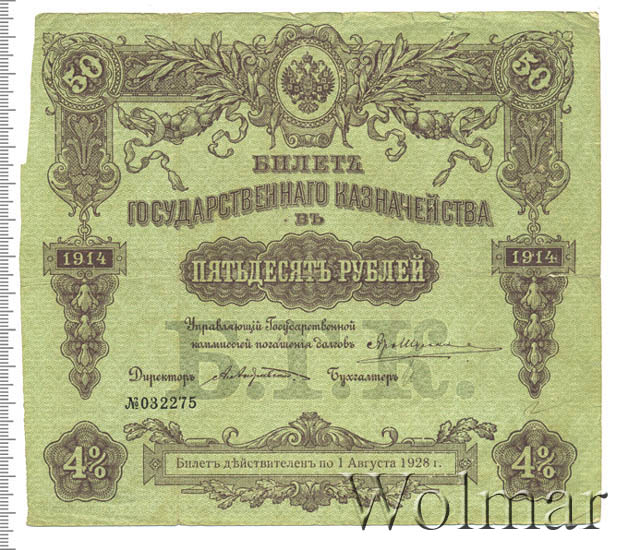 50 50
БИЛЕТЪ
ГОСУДАРСТВЕННАГО КАЗНАЧЕЙСТВА
ВЪ
1914 ПЯТЬДЕСЯТЪ РУБЛЕЙ 1914
Б.Г.К.
Управляющій Государственной
коммиссіей погашенія долговъ
Директоръ Бухгалтеръ
№032275
4% Билетъ дѣйствителенъ по 1 Августа 1928 г. 4%
Wolmar